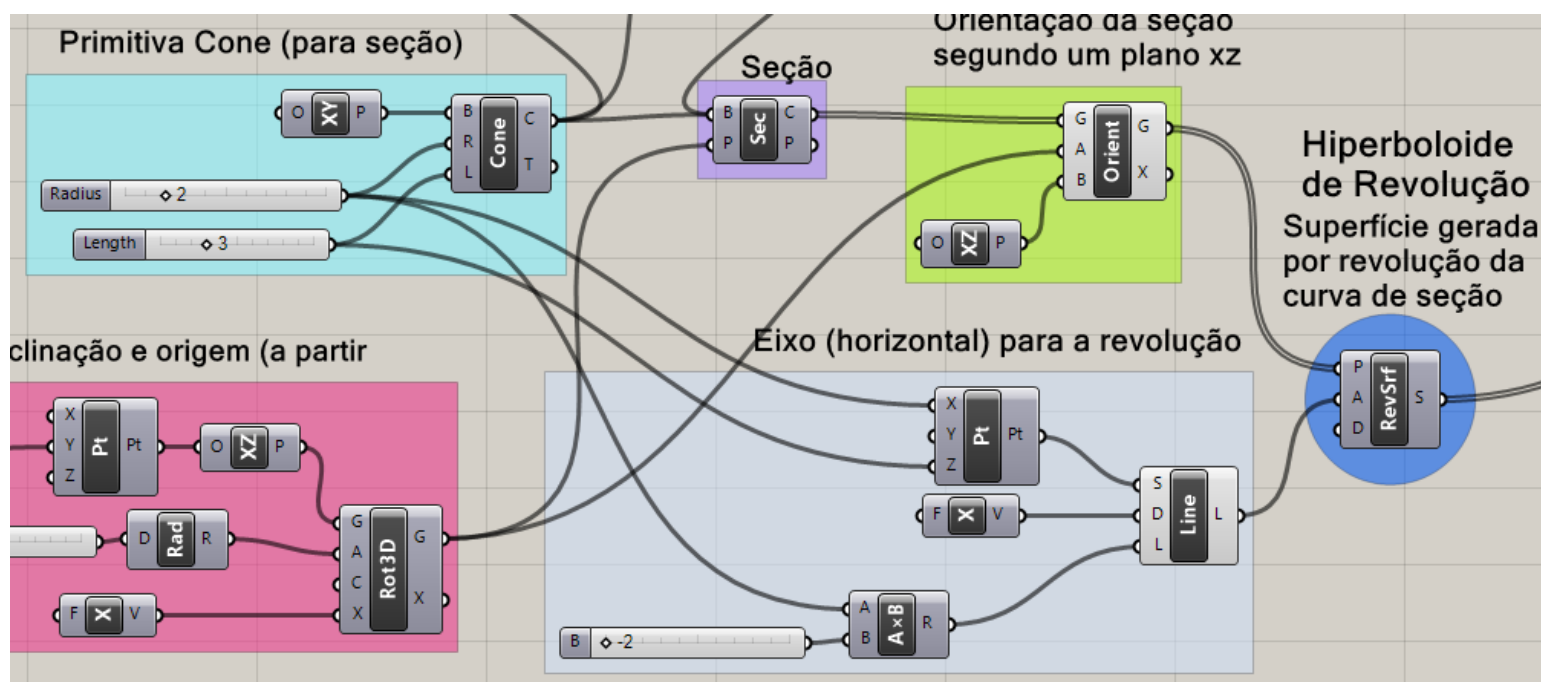 Orientação da seção
segundo um plano xz
Primitiva Cone (para seção)
Seção
O XY P
B R L Cone C T
Radius 2
Length 3
B P Sec C P
G A B Orient G X
O XZ P
Hiperboloide
de Revolução
Superfície gerada
por revolução da
curva de seção
P A D RevSrf S
clinação e origem (a partir
X Y Z Pt Pt
O XZ P
D Rad R
F X V
G A C X Rot3D G X
Eixo (horizontal) para a revolução
X Y Z Pt Pt
F X V
S D L Line L
B -2
A B A×B R